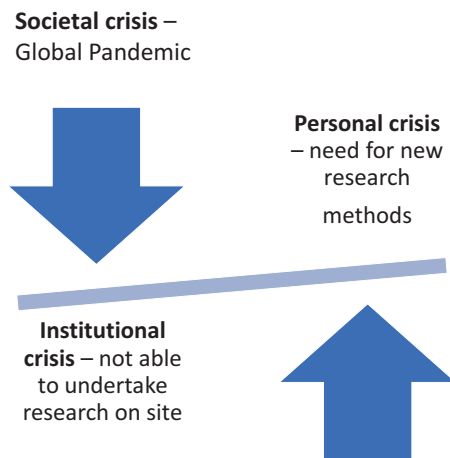 Societal crisis –
Global Pandemic
Personal crisis
– need for new
research
methods
Institutional
crisis – not able
to undertake
research on site